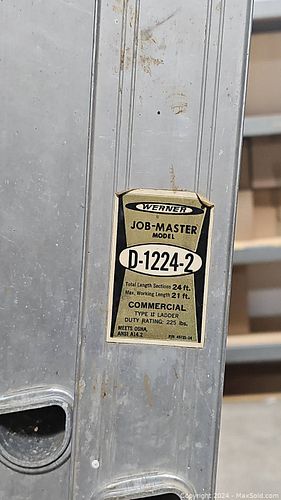 WERNER
JOB-MASTER
MODEL
D-1224-2
Total Length Sections 24 ft.
Max. Working Length 21 ft.
COMMERCIAL
TYPE II LADDER
DUTY RATING: 225 lbs.
MEETS OSHA,
ANSI A14.2
Copyright ©2024 - MaxSold.com